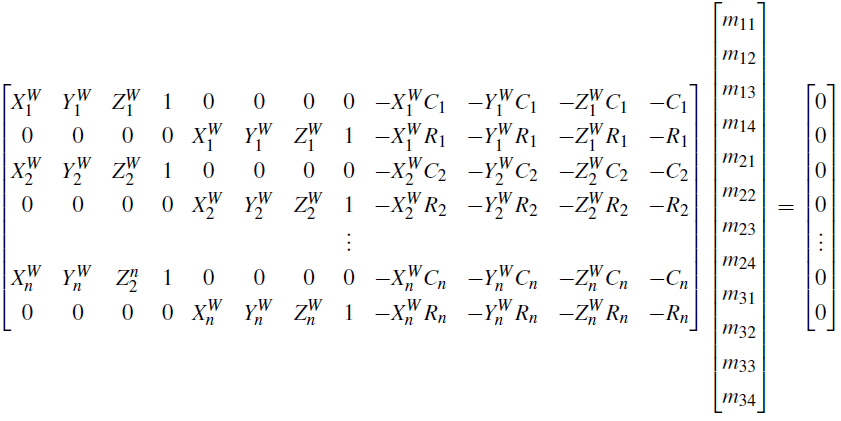 X_1^W Y_1^W Z_1^W 1 0 0 0 0 −X_1^W C_1 −Y_1^W C_1 −Z_1^W C_1 −C_1
0 0 0 0 X_1^W Y_1^W Z_1^W 1 −X_1^W R_1 −Y_1^W R_1 −Z_1^W R_1 −R_1
X_2^W Y_2^W Z_2^W 1 0 0 0 0 −X_2^W C_2 −Y_2^W C_2 −Z_2^W C_2 −C_2
0 0 0 0 X_2^W Y_2^W Z_2^W 1 −X_2^W R_2 −Y_2^W R_2 −Z_2^W R_2 −R_2
⋮
X_n^W Y_n^W Z_2^n 1 0 0 0 0 −X_n^W C_n −Y_n^W C_n −Z_n^W C_n −C_n
0 0 0 0 X_n^W Y_n^W Z_n^W 1 −X_n^W R_n −Y_n^W R_n −Z_n^W R_n −R_n
m_11
m_12
m_13
m_14
m_21
m_22
m_23
m_24
m_31
m_32
m_33
m_34
=
0
0
0
0
⋮
0
0